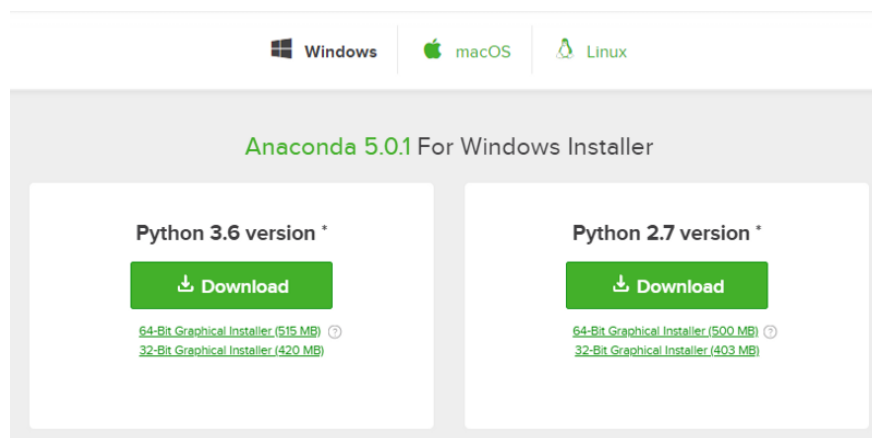 Windows macOS Linux
Anaconda 5.0.1 For Windows Installer
Python 3.6 version *
Download
64-Bit Graphical Installer (515 MB) ?
32-Bit Graphical Installer (420 MB)
Python 2.7 version *
Download
64-Bit Graphical Installer (500 MB) ?
32-Bit Graphical Installer (403 MB)